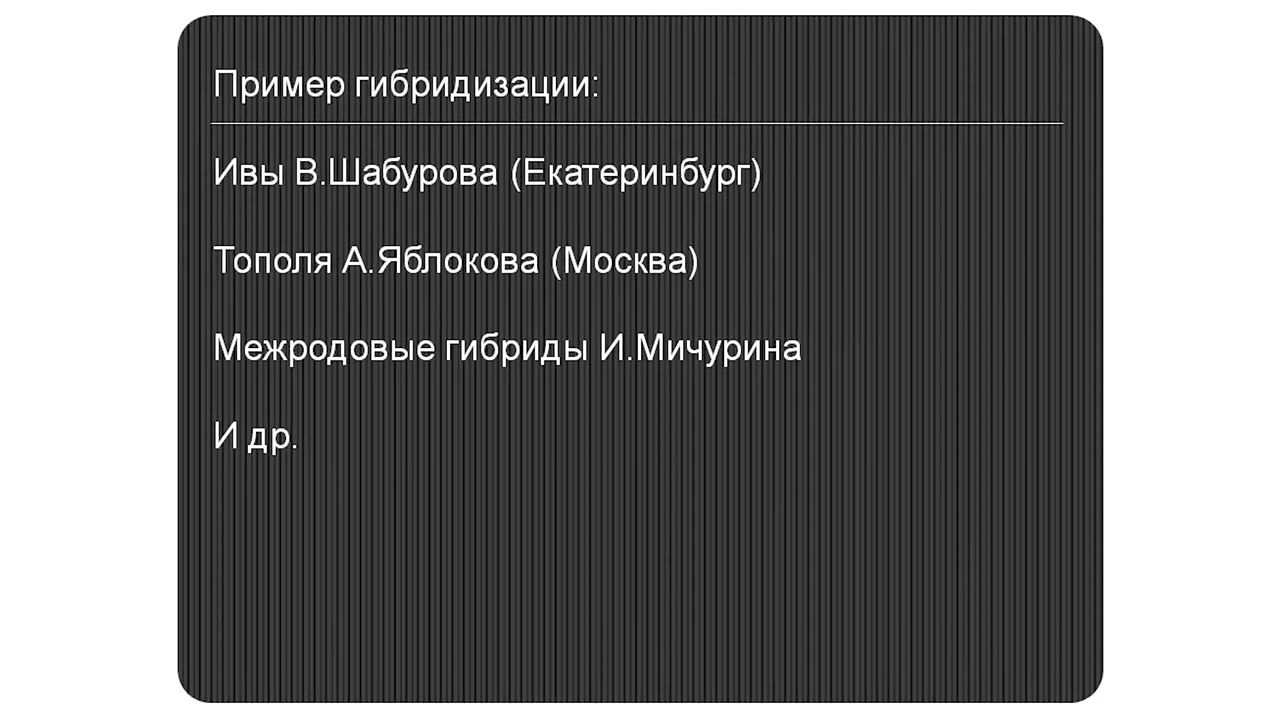 Пример гибридизации:
Ивы В.Шабурова (Екатеринбург)
Тополя А.Яблокова (Москва)
Межродовые гибриды И.Мичурина
И др.